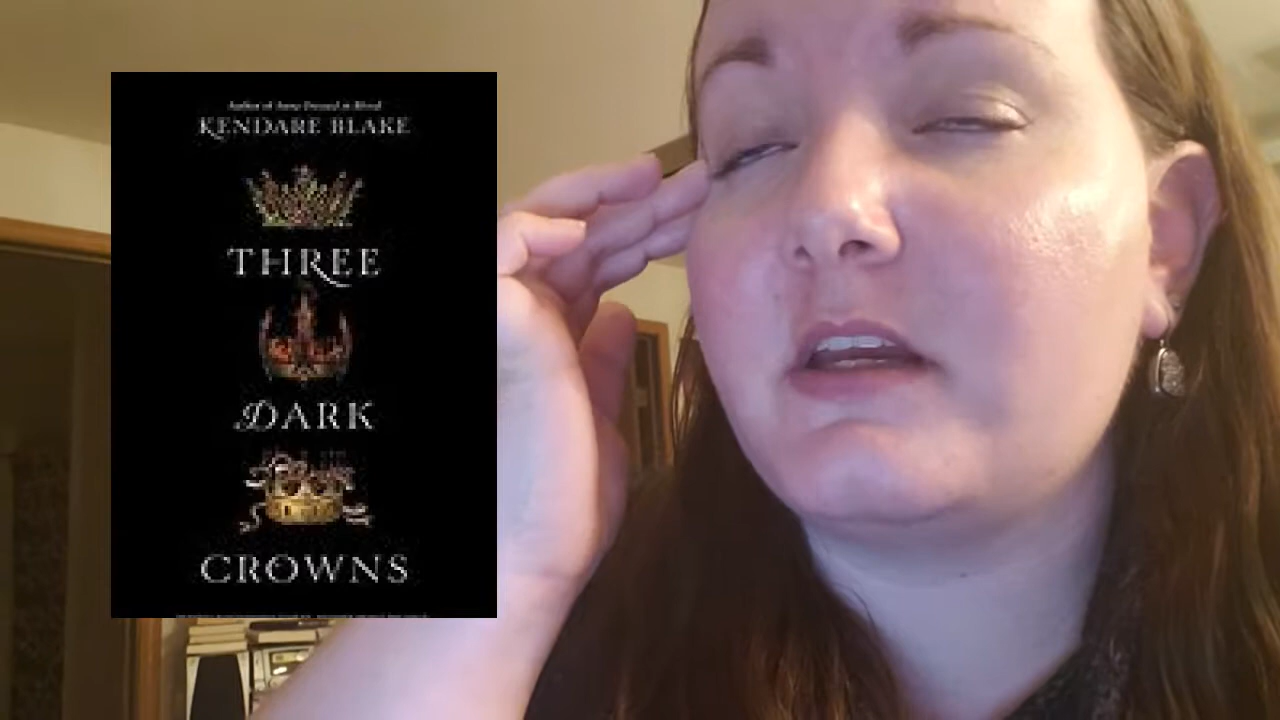 Author of Anna Dressed in Blood
KENDARE BLAKE
THREE
DARK
CROWNS